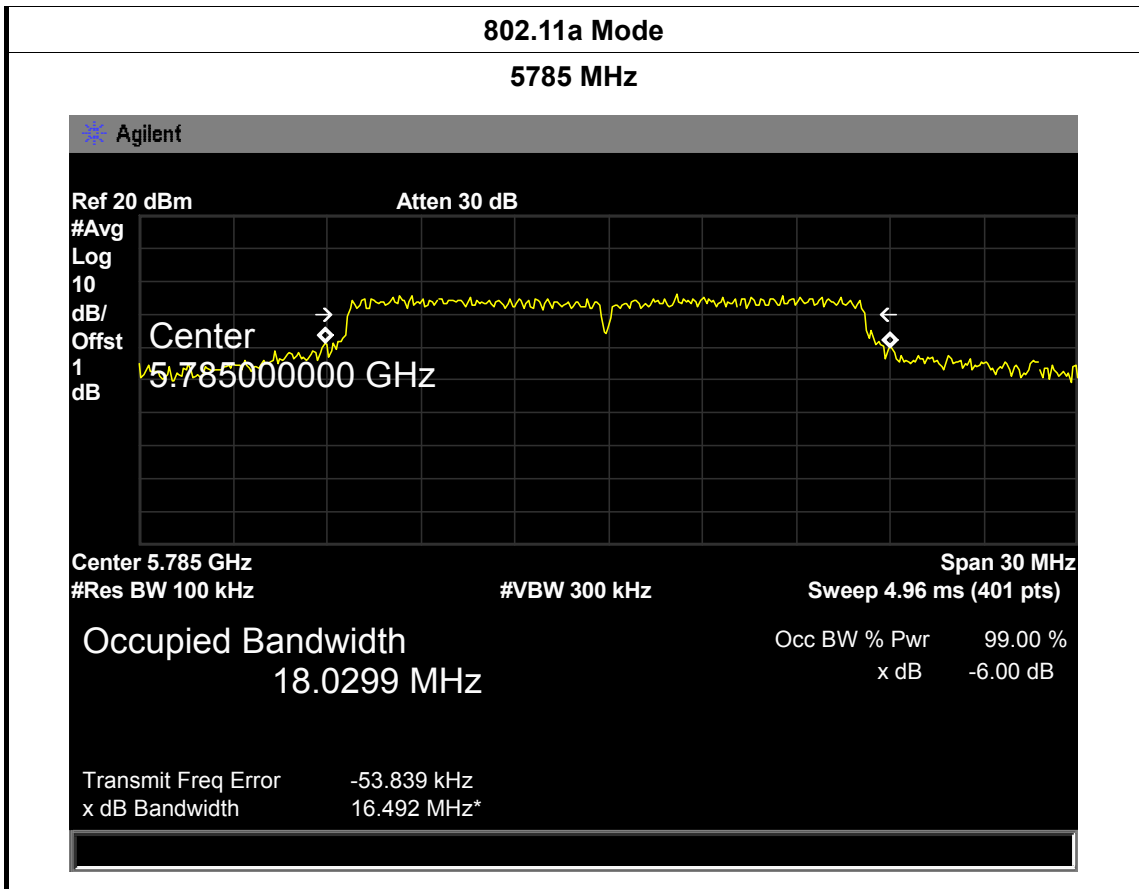 802.11a Mode
5785 MHz
Agilent
Ref 20 dBm Atten 30 dB
#Avg
Log
10
dB/
Offst
1
dB
Center
5.785000000 GHz
Center 5.785 GHz Span 30 MHz
#Res BW 100 kHz #VBW 300 kHz Sweep 4.96 ms (401 pts)
Occupied Bandwidth Occ BW % Pwr 99.00 %
18.0299 MHz x dB -6.00 dB
Transmit Freq Error -53.839 kHz
x dB Bandwidth 16.492 MHz*